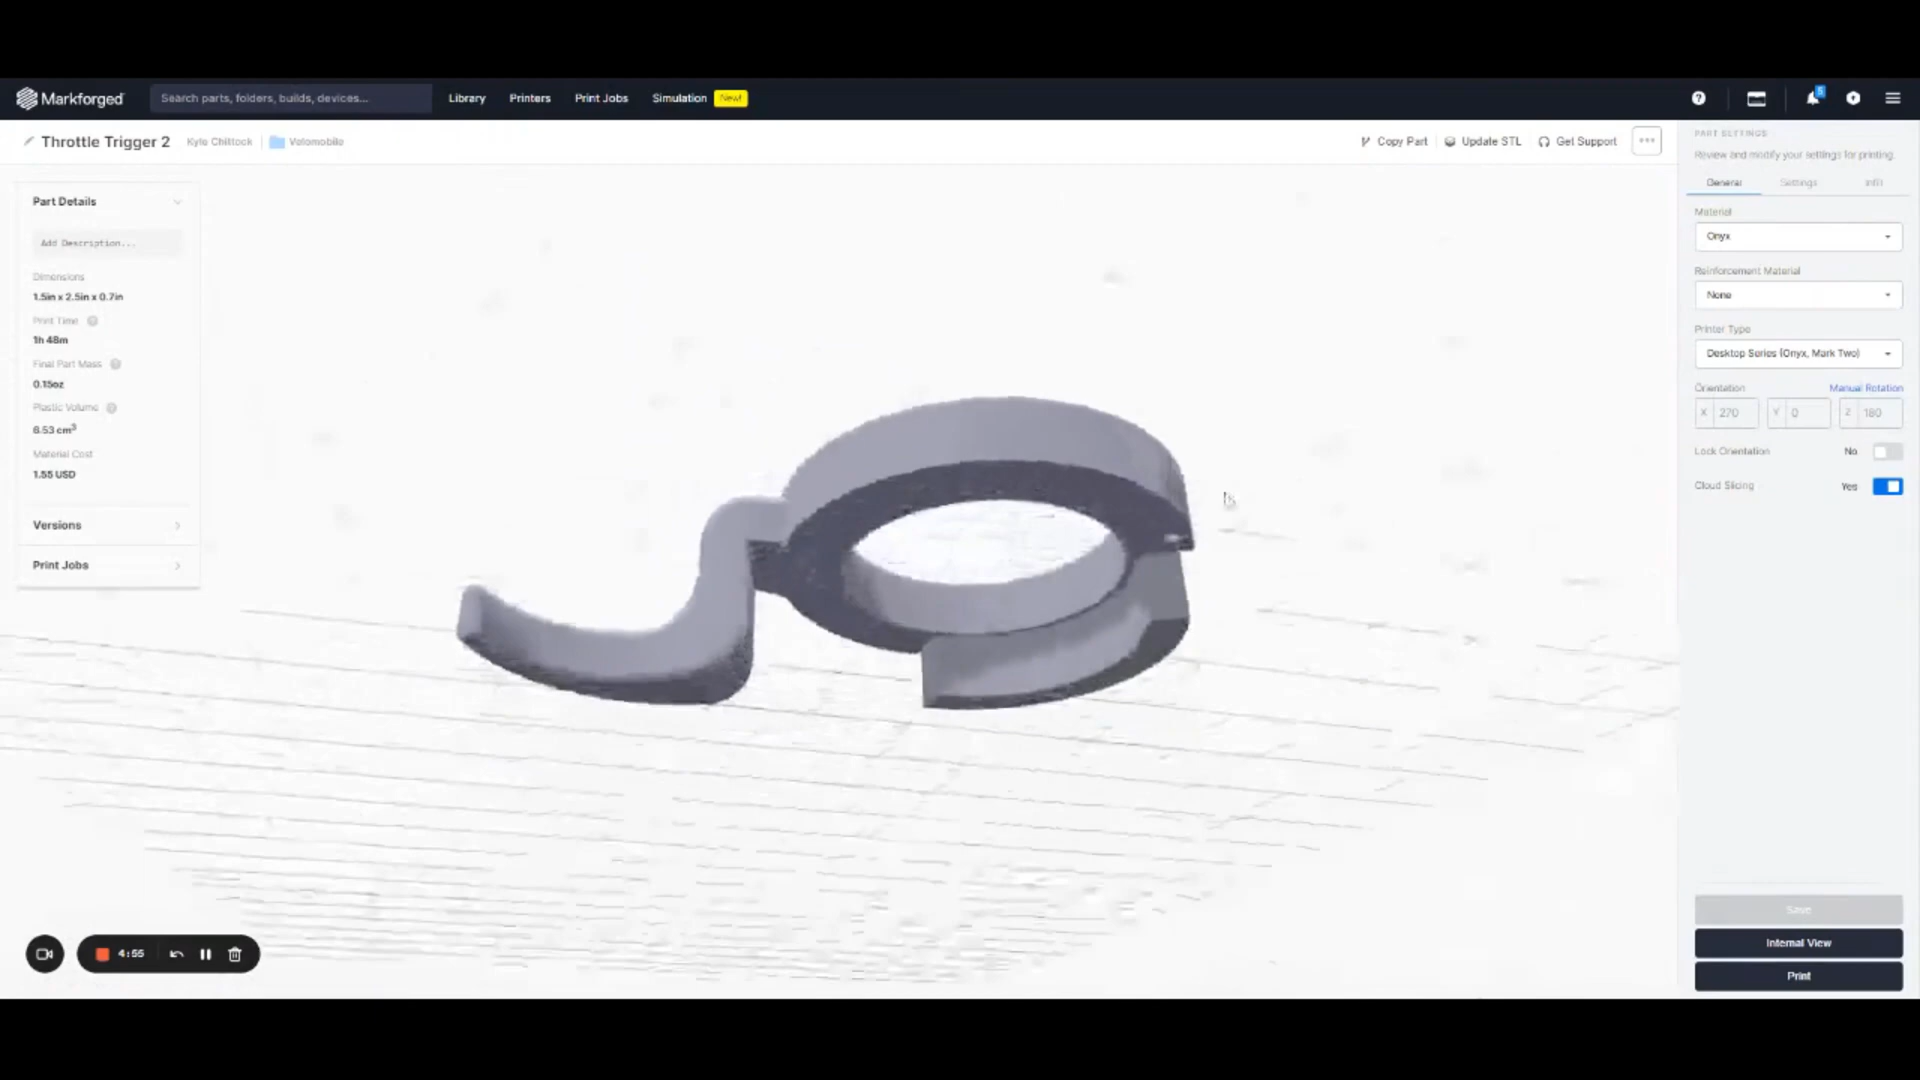 Markforged
Search parts, folders, builds, devices...
Library
Printers
Print Jobs
Simulation
New!
5
Throttle Trigger 2
Kyle Chittock
Velomobile
Copy Part
Update STL
Get Support
Part Details
Add Description...
Dimensions
1.5in x 2.5in x 0.7in
Print Time
1h 48m
Final Part Mass
0.15oz
Plastic Volume
6.53 cm³
Material Cost
1.55 USD
Versions
Print Jobs
4:55
PART SETTINGS
Review and modify your settings for printing.
General
Settings
Infill
Material
Onyx
Reinforcement Material
None
Printer Type
Desktop Series (Onyx, Mark Two)
Orientation
Manual Rotation
X 270
Y 0
Z 180
Lock Orientation
No
Cloud Slicing
Yes
Save
Internal View
Print